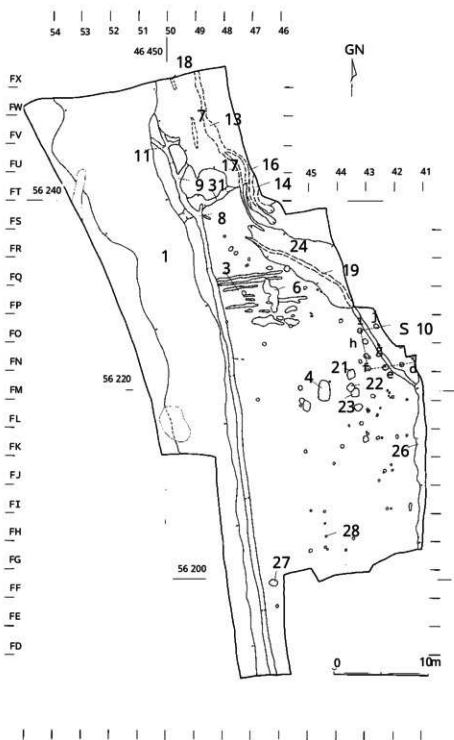 54 53 52 51 50 49 48 47 46
46 450
GN
18
FX
FW
7
13
FV
11
17
16
FU
9
31
14
45 44 43 42 41
FT
56 240
8
FS
24
FR
1
3
19
FQ
6
FP
i
J
S 10
FO
h
g
FN
21
f
e
d
56 220
4
22
FM
23
FL
26
FK
FJ
FI
28
FH
FG
27
56 200
FF
FE
FD
0 10m